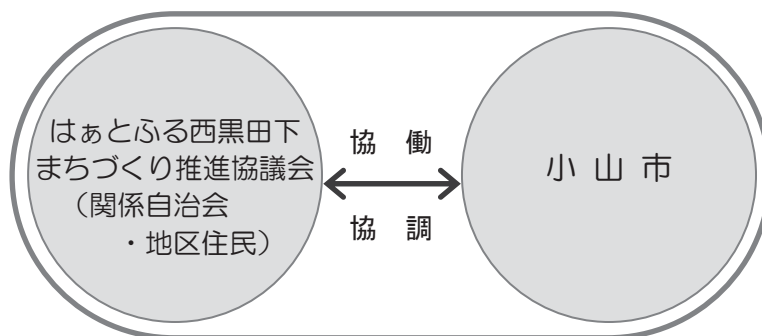 はぁとふる西黒田下
まちづくり推進協議会
（関係自治会
・地区住民）
協　働
協　調
小 山 市